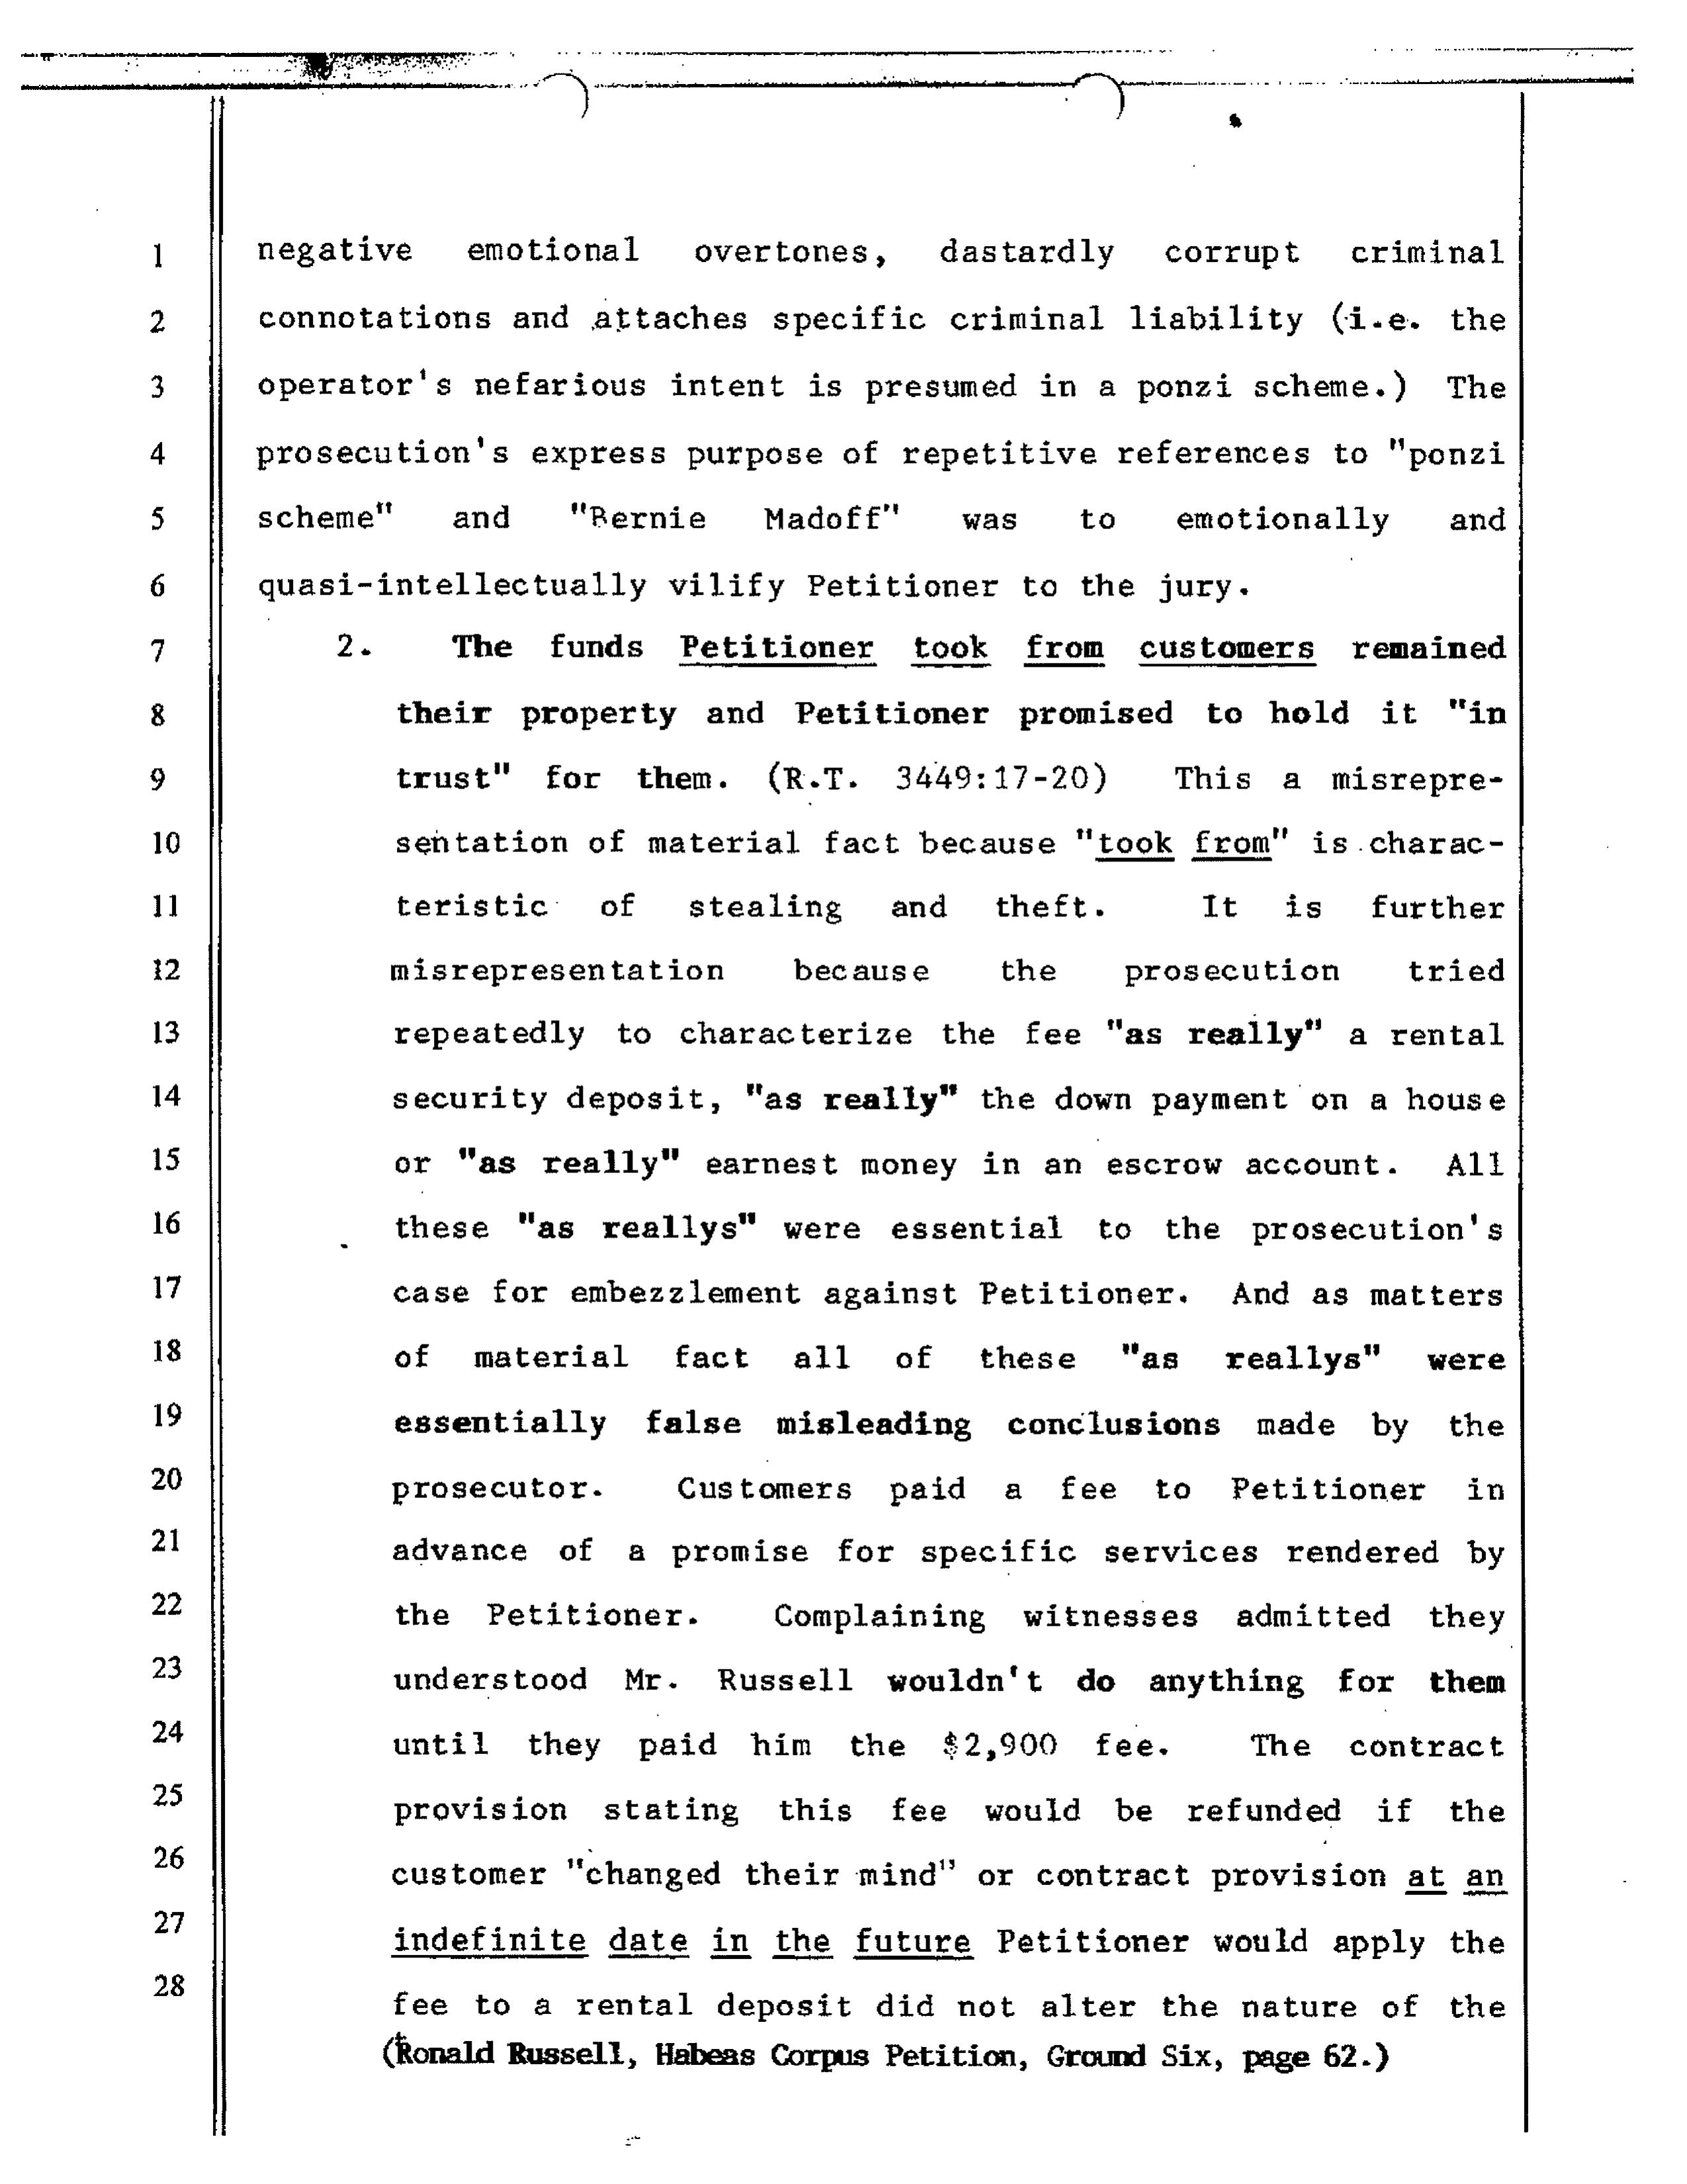 1 negative emotional overtones, dastardly corrupt criminal
2 connotations and attaches specific criminal liability (i.e. the
3 operator's nefarious intent is presumed in a ponzi scheme.) The
4 prosecution's express purpose of repetitive references to "ponzi
5 scheme" and "Bernie Madoff" was to emotionally and
6 quasi-intellectually vilify Petitioner to the jury.
7 2. The funds Petitioner took from customers remained
8 their property and Petitioner promised to hold it "in
9 trust" for them. (R.T. 3449:17-20) This a misrepre-
10 sentation of material fact because "took from" is charac-
11 teristic of stealing and theft. It is further
12 misrepresentation because the prosecution tried
13 repeatedly to characterize the fee "as really" a rental
14 security deposit, "as really" the down payment on a house
15 or "as really" earnest money in an escrow account. All
16 these "as reallys" were essential to the prosecution's
17 case for embezzlement against Petitioner. And as matters
18 of material fact all of these "as reallys" were
19 essentially false misleading conclusions made by the
20 prosecutor. Customers paid a fee to Petitioner in
21 advance of a promise for specific services rendered by
22 the Petitioner. Complaining witnesses admitted they
23 understood Mr. Russell wouldn't do anything for them
24 until they paid him the $2,900 fee. The contract
25 provision stating this fee would be refunded if the
26 customer "changed their mind" or contract provision at an
27 indefinite date in the future Petitioner would apply the
28 fee to a rental deposit did not alter the nature of the
(Ronald Russell, Habeas Corpus Petition, Ground Six, page 62.)